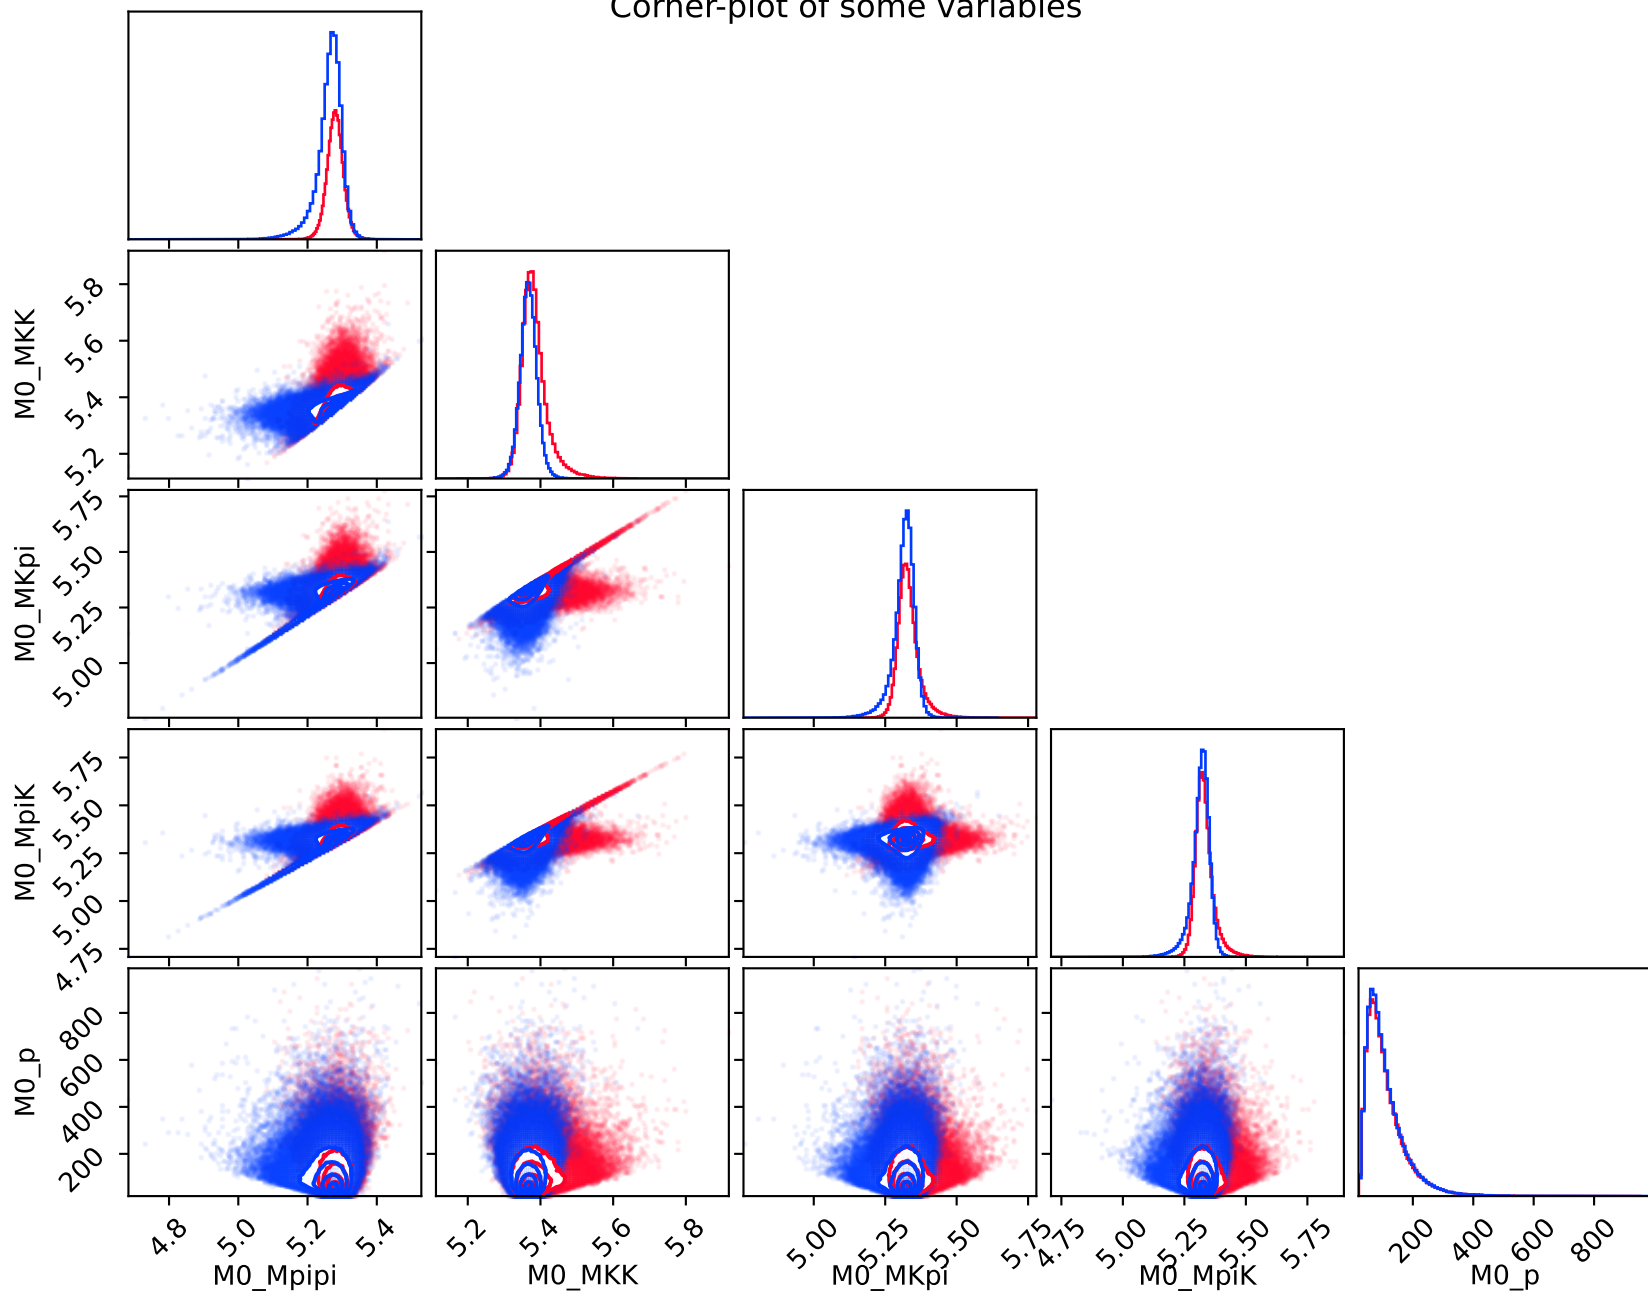 Corner-plot of some variables
M0_MKK
5.8
5.6
5.4
5.2
M0_MKpi
5.75
5.50
5.25
5.00
M0_MpiK
5.75
5.50
5.25
5.00
4.75
M0_p
800
600
400
200
4.8 5.0 5.2 5.4
M0_Mpipi
5.2 5.4 5.6 5.8
M0_MKK
5.00 5.25 5.50 5.75
M0_MKpi
4.75 5.00 5.25 5.50 5.75
M0_MpiK
200 400 600 800
M0_p